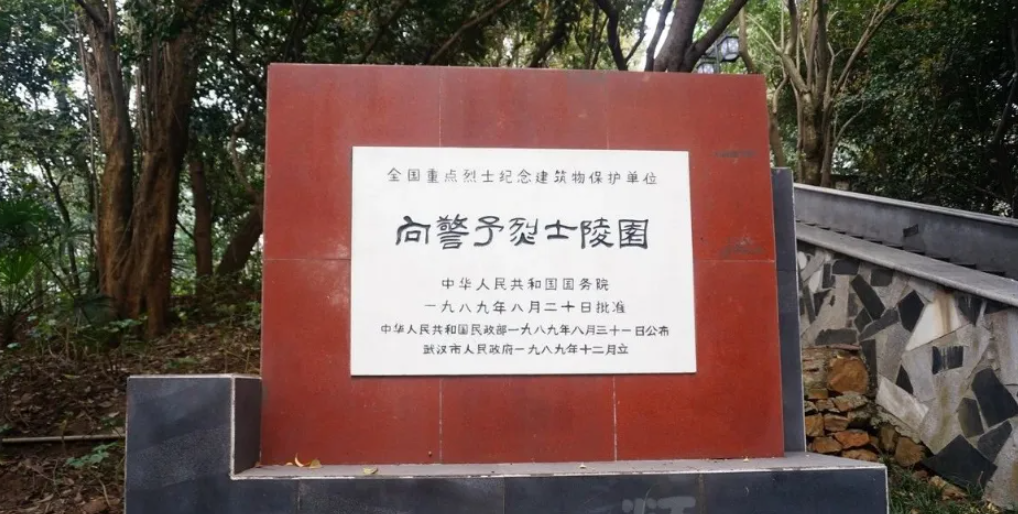 全国重点烈士纪念建筑物保护单位
向警予烈士陵园
中华人民共和国国务院
一九八九年八月二十日批准
中华人民共和国民政部一九八九年八月三十一日公布
武汉市人民政府一九八九年十二月立